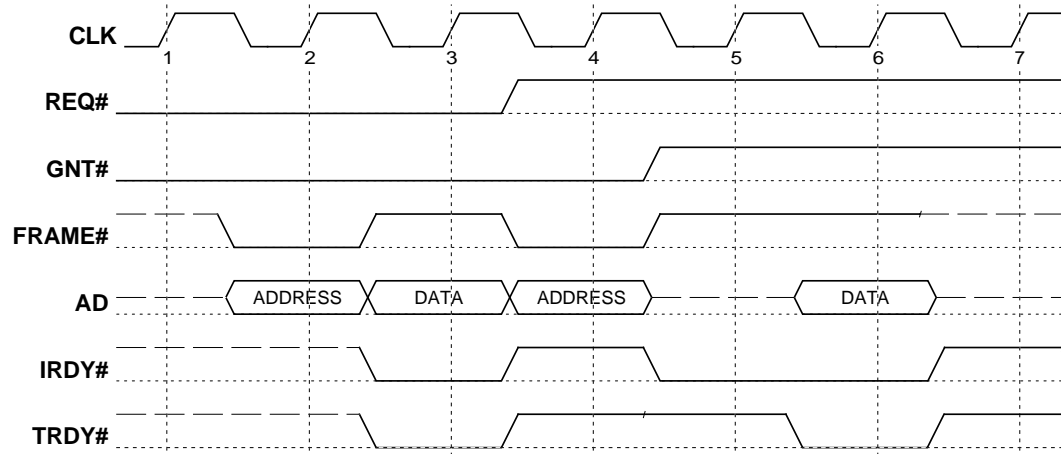 CLK
1 2 3 4 5 6 7
REQ#
GNT#
FRAME#
AD ADDRESS DATA ADDRESS DATA
IRDY#
TRDY#